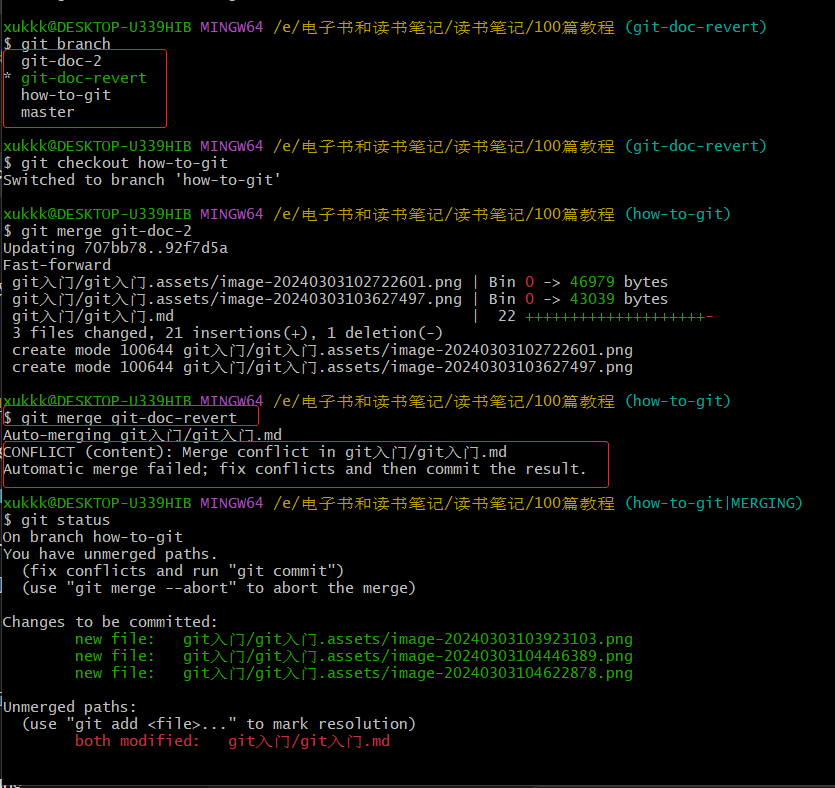 xukkk@DESKTOP-U339HIB MINGW64 /e/电子书和读书笔记/读书笔记/100篇教程 (git-doc-revert)
$ git branch
  git-doc-2
* git-doc-revert
  how-to-git
  master
xukkk@DESKTOP-U339HIB MINGW64 /e/电子书和读书笔记/读书笔记/100篇教程 (git-doc-revert)
$ git checkout how-to-git
Switched to branch 'how-to-git'
xukkk@DESKTOP-U339HIB MINGW64 /e/电子书和读书笔记/读书笔记/100篇教程 (how-to-git)
$ git merge git-doc-2
Updating 707bb78..92f7d5a
Fast-forward
 git入门/git入门.assets/image-20240303102722601.png | Bin 0 -> 46979 bytes
 git入门/git入门.assets/image-20240303103627497.png | Bin 0 -> 43039 bytes
 git入门/git入门.md                                 |  22 ++++++++++++++++++++-
 3 files changed, 21 insertions(+), 1 deletion(-)
 create mode 100644 git入门/git入门.assets/image-20240303102722601.png
 create mode 100644 git入门/git入门.assets/image-20240303103627497.png
xukkk@DESKTOP-U339HIB MINGW64 /e/电子书和读书笔记/读书笔记/100篇教程 (how-to-git)
$ git merge git-doc-revert
Auto-merging git入门/git入门.md
CONFLICT (content): Merge conflict in git入门/git入门.md
Automatic merge failed; fix conflicts and then commit the result.
xukkk@DESKTOP-U339HIB MINGW64 /e/电子书和读书笔记/读书笔记/100篇教程 (how-to-git|MERGING)
$ git status
On branch how-to-git
You have unmerged paths.
  (fix conflicts and run "git commit")
  (use "git merge --abort" to abort the merge)
Changes to be committed:
        new file:   git入门/git入门.assets/image-20240303103923103.png
        new file:   git入门/git入门.assets/image-20240303104446389.png
        new file:   git入门/git入门.assets/image-20240303104622878.png
Unmerged paths:
  (use "git add <file>..." to mark resolution)
        both modified:   git入门/git入门.md